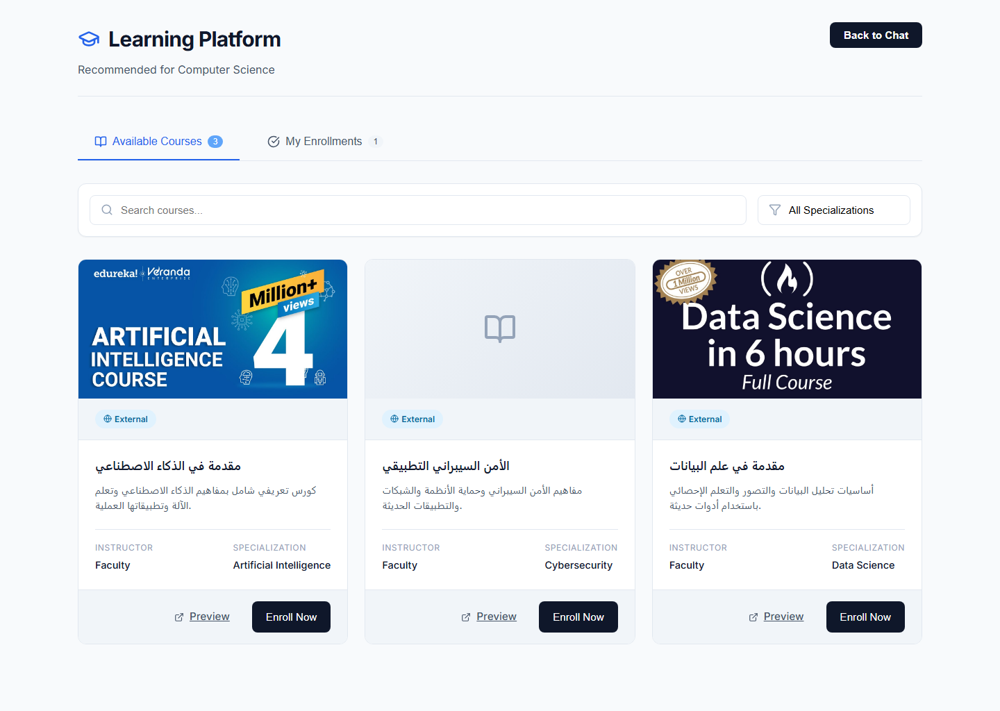 Learning Platform
Back to Chat
Recommended for Computer Science
Available Courses 3
My Enrollments 1
Search courses...
All Specializations
edureka! Veranda
ENTERPRISE
Million+
views
4
ARTIFICIAL
INTELLIGENCE
COURSE
External
مقدمة في الذكاء الاصطناعي
كورس تعريفي شامل بمفاهيم الذكاء الاصطناعي وتعلم
الآلة وتطبيقاتها العملية.
INSTRUCTOR
Faculty
SPECIALIZATION
Artificial Intelligence
Preview
Enroll Now
External
الأمن السيبراني التطبيقي
مفاهيم الأمن السيبراني وحماية الأنظمة والشبكات
والتطبيقات الحديثة.
INSTRUCTOR
Faculty
SPECIALIZATION
Cybersecurity
Preview
Enroll Now
OVER
1 Million
VIEWS
Data Science
in 6 hours
Full Course
External
مقدمة في علم البيانات
أساسيات تحليل البيانات والتصور والتعلم الإحصائي
باستخدام أدوات حديثة.
INSTRUCTOR
Faculty
SPECIALIZATION
Data Science
Preview
Enroll Now